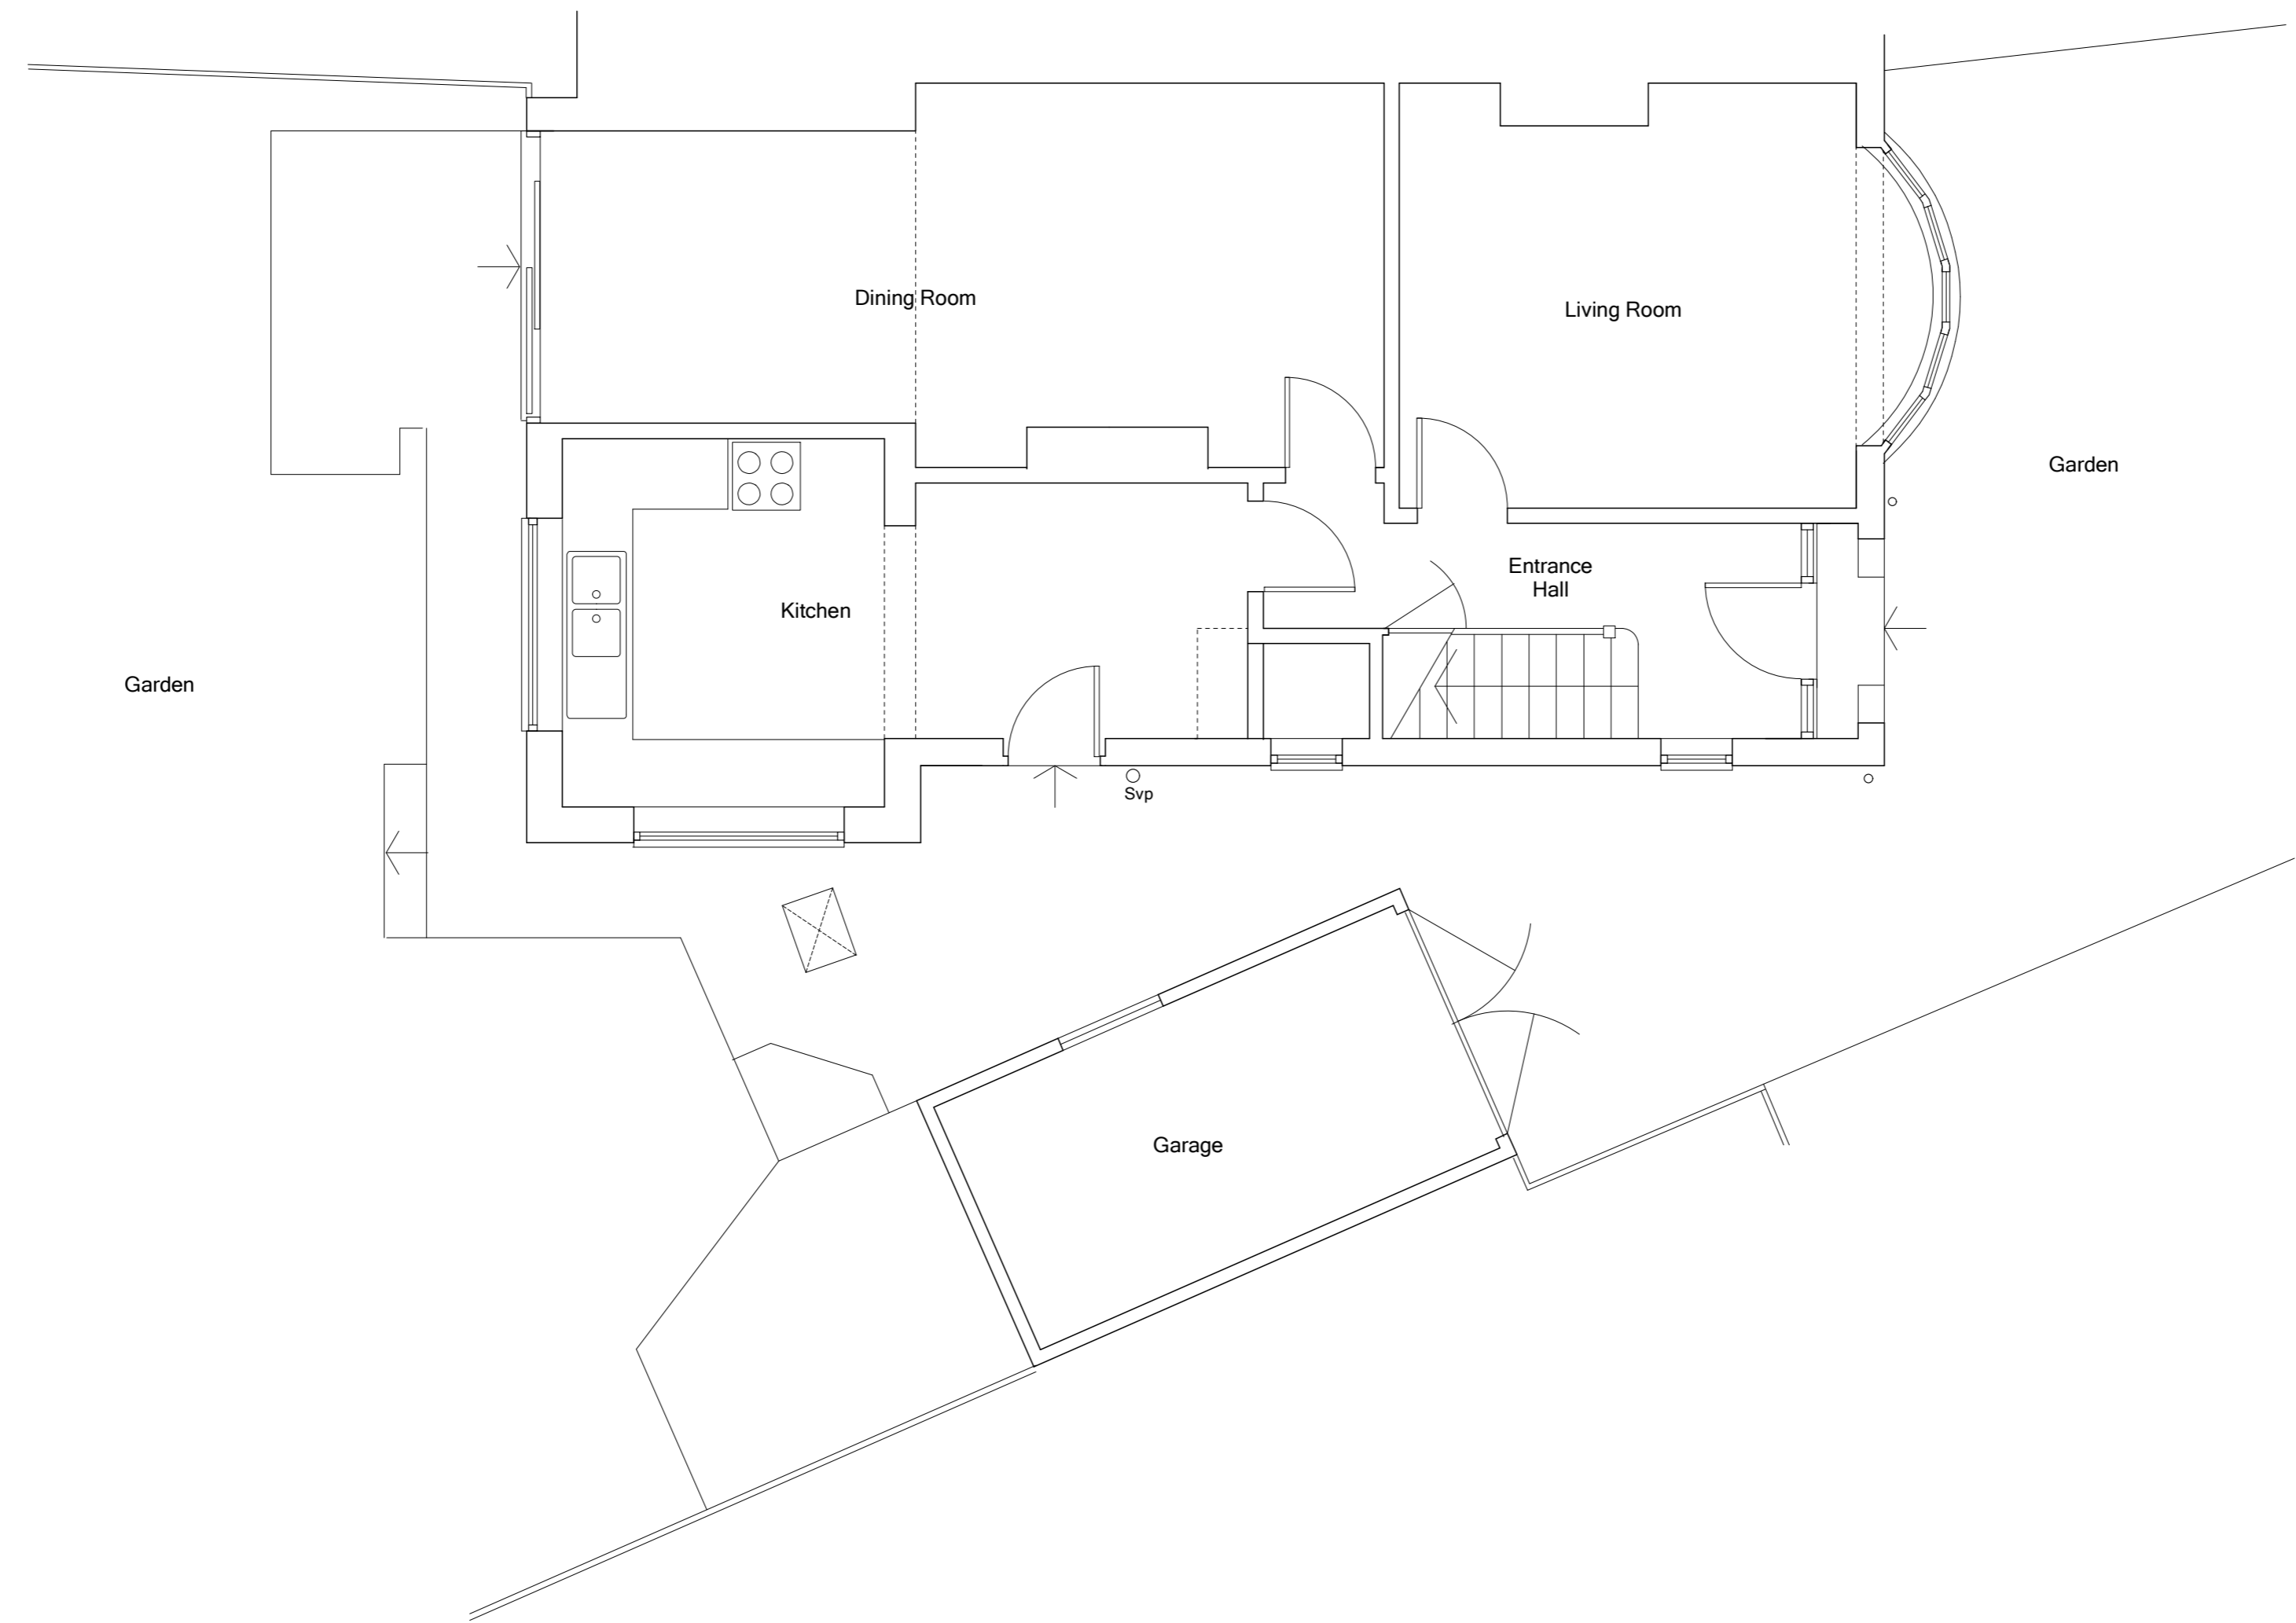 Dining Room
Living Room
Garden
Entrance
Hall
Kitchen
Garden
Svp
Garage